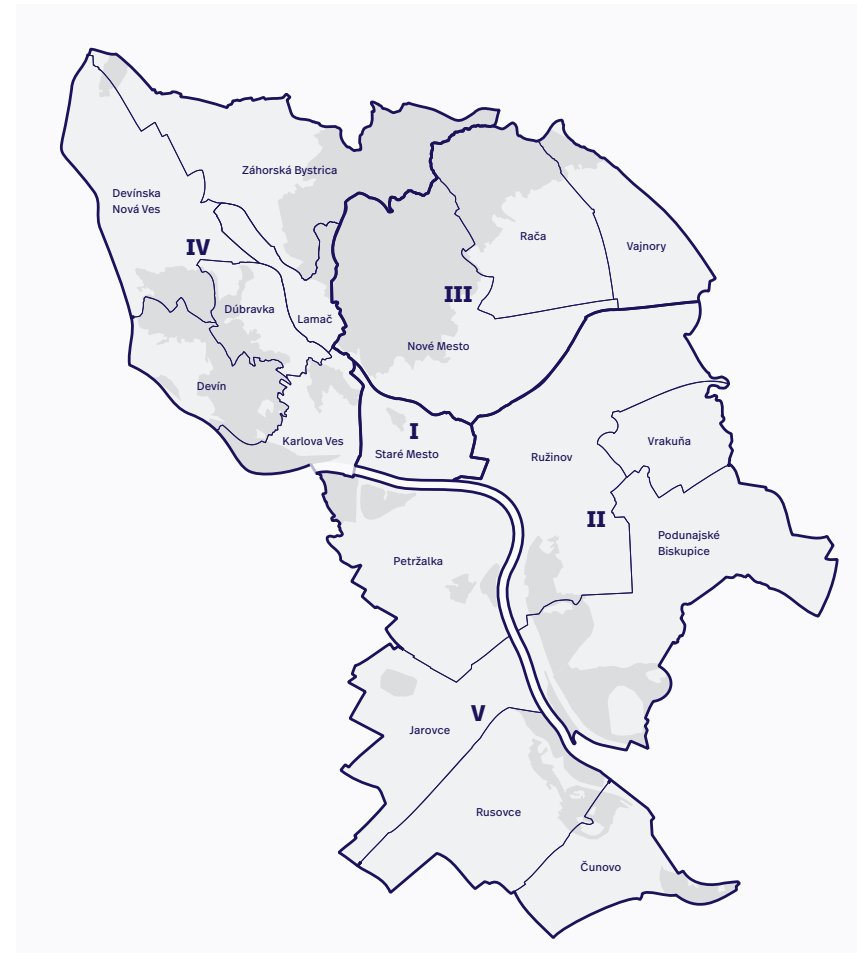 Záhorská Bystrica
Devínska
Nová Ves
IV
Rača
Vajnory
III
Dúbravka
Lamač
Nové Mesto
Devín
Karlova Ves
I
Staré Mesto
Ružinov
Vrakuňa
II
Podunajské
Biskupice
Petržalka
V
Jarovce
Rusovce
Čunovo